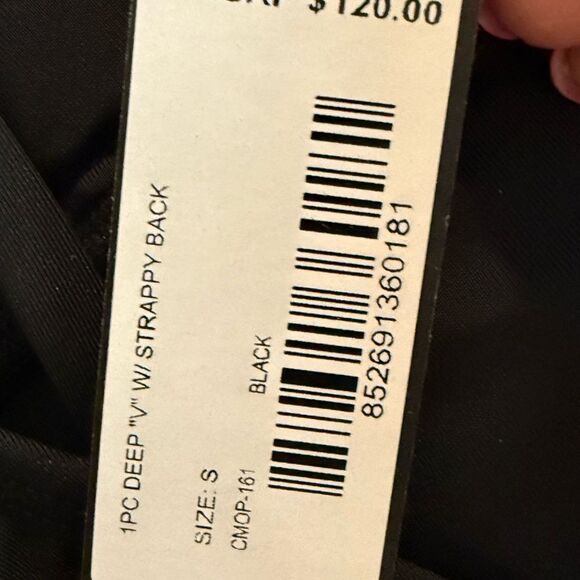 $120.00
1PC DEEP "V" W/ STRAPPY BACK
SIZE: S
CMOP-161
BLACK
852691360181